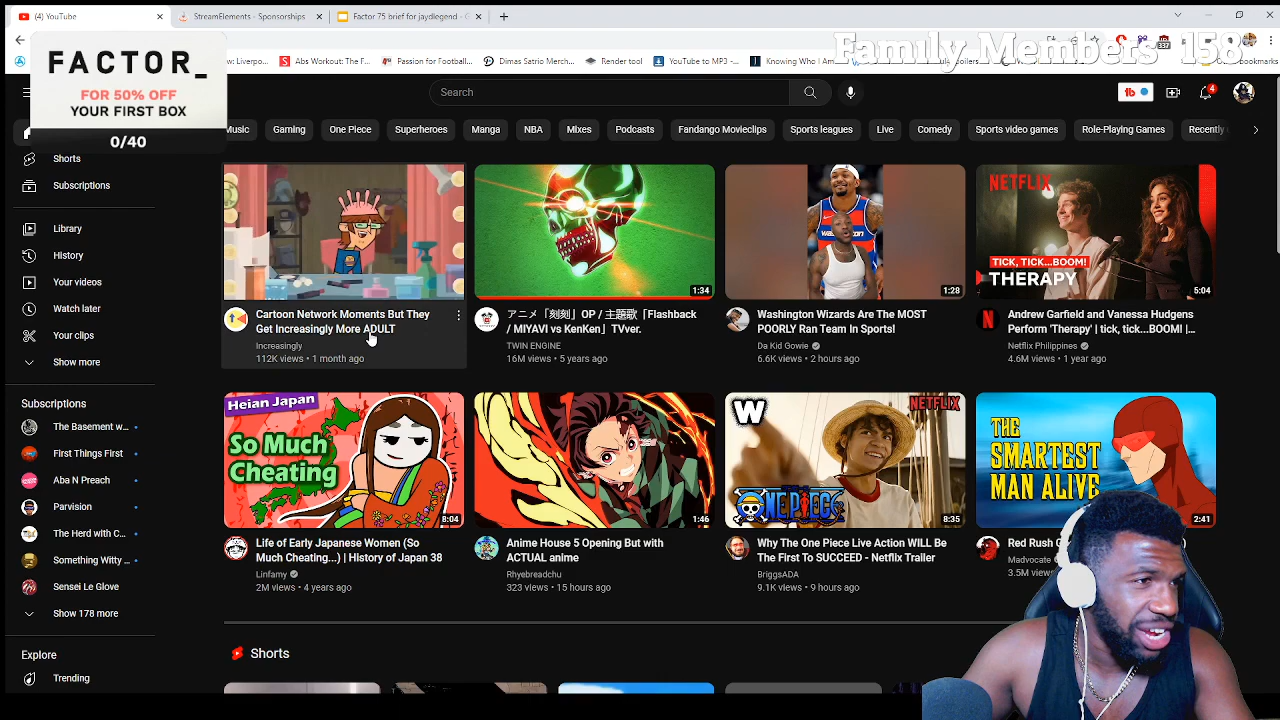 (4) YouTube
StreamElements - Sponsorships
Factor 75 brief for jaydlegend - G
Family Members 158
FACTOR_
FOR 50% OFF
YOUR FIRST BOX
0/40
Abs Workout: The F...
Passion for Football...
Dimas Satrio Merchat...
Render tool
YouTube to MP3 -...
Knowing Who I Am...
337
Search
4
Music
Gaming
One Piece
Superheroes
Manga
NBA
Mixes
Podcasts
Fandango Movieclips
Sports leagues
Live
Comedy
Sports video games
Role-Playing Games
Recently
Shorts
Subscriptions
Library
History
Your videos
Watch later
Your clips
Show more
Subscriptions
The Basement w...
First Things First
Aba N Preach
Parvision
The Herd with C...
Something Witty ...
Sensei Le Glove
Show 178 more
Explore
Trending
Cartoon Network Moments But They
Get Increasingly More ADULT
Increasingly
112K views • 1 month ago
1:34
アニメ「刻刻」OP / 主題歌「Flashback
/ MIYAVI vs KenKen」TVver.
TWIN ENGINE
16M views • 5 years ago
1:28
Washington Wizards Are The MOST
POORLY Ran Team In Sports!
Da Kid Gowie
6.6K views • 2 hours ago
NETFLIX
TICK, TICK...BOOM!
THERAPY
5:04
Andrew Garfield and Vanessa Hudgens
Perform 'Therapy' | tick, tick...BOOM! |...
Netflix Philippines
4.6M views • 1 year ago
Heian Japan
So Much
Cheating
8:04
Life of Early Japanese Women (So
Much Cheating...) | History of Japan 38
Linfamy
2M views • 4 years ago
1:46
Anime House 5 Opening But with
ACTUAL anime
Rhyebreadchu
323 views • 15 hours ago
W
NETFLIX
ONE PIECE
8:35
Why The One Piece Live Action WILL Be
The First To SUCCEED - Netflix Trailer
BriggsADA
9.1K views • 9 hours ago
THE
SMARTEST
MAN ALIVE
2:41
Red Rush
Madvocate
3.5M views
Shorts